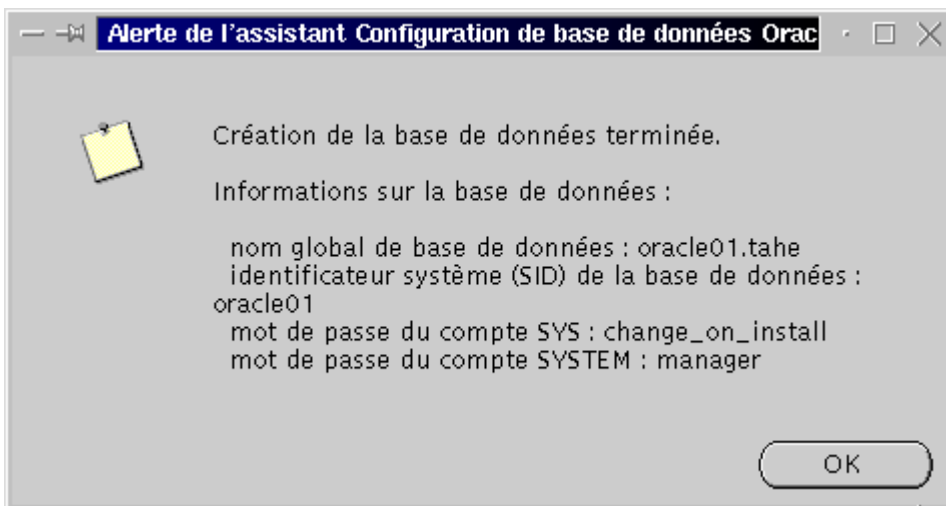 Alerte de l'assistant Configuration de base de données Orac
Création de la base de données terminée.
Informations sur la base de données :
nom global de base de données : oracle01.tahe
identificateur système (SID) de la base de données :
oracle01
mot de passe du compte SYS : change_on_install
mot de passe du compte SYSTEM : manager
OK